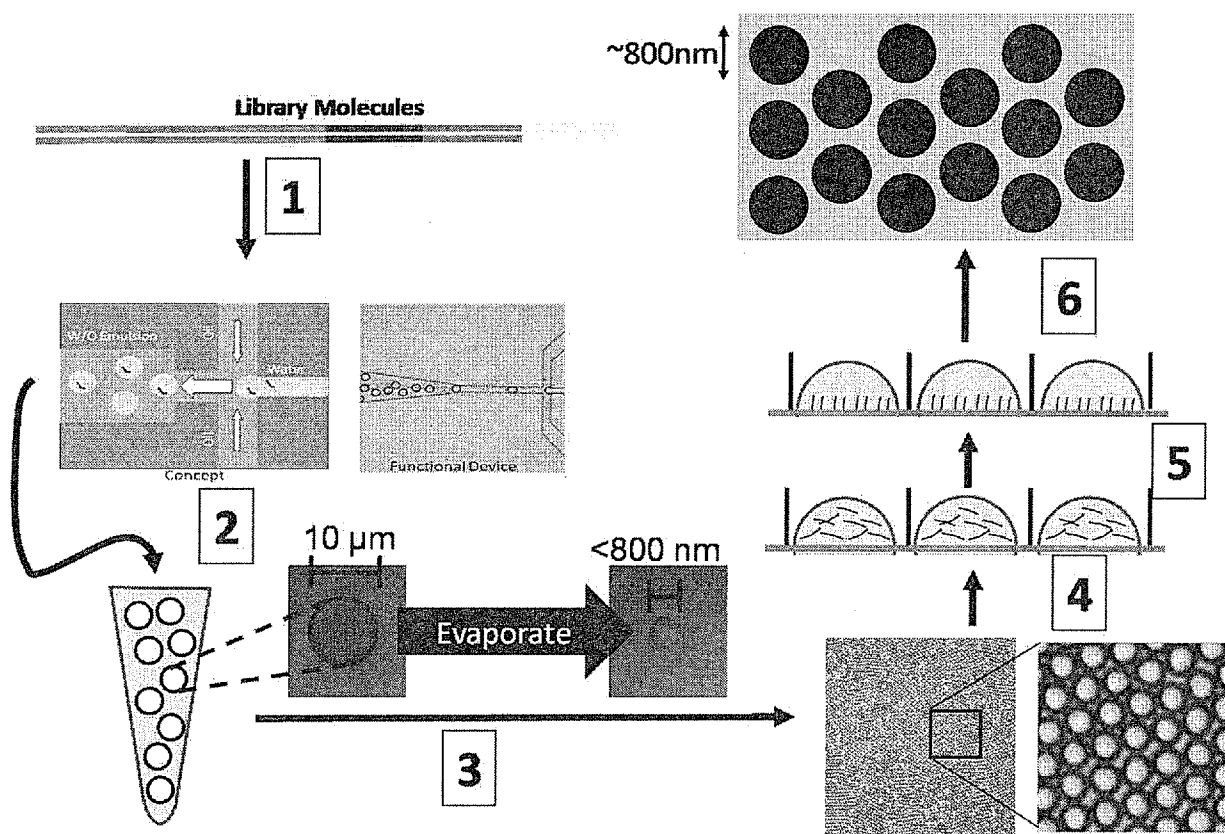 ~800nm
Library Molecules
1
W/O Emulsion
Oil
Water
Oil
Concept
Functional Device
2
10 µm
<800 nm
Evaporate
3
4
5
6